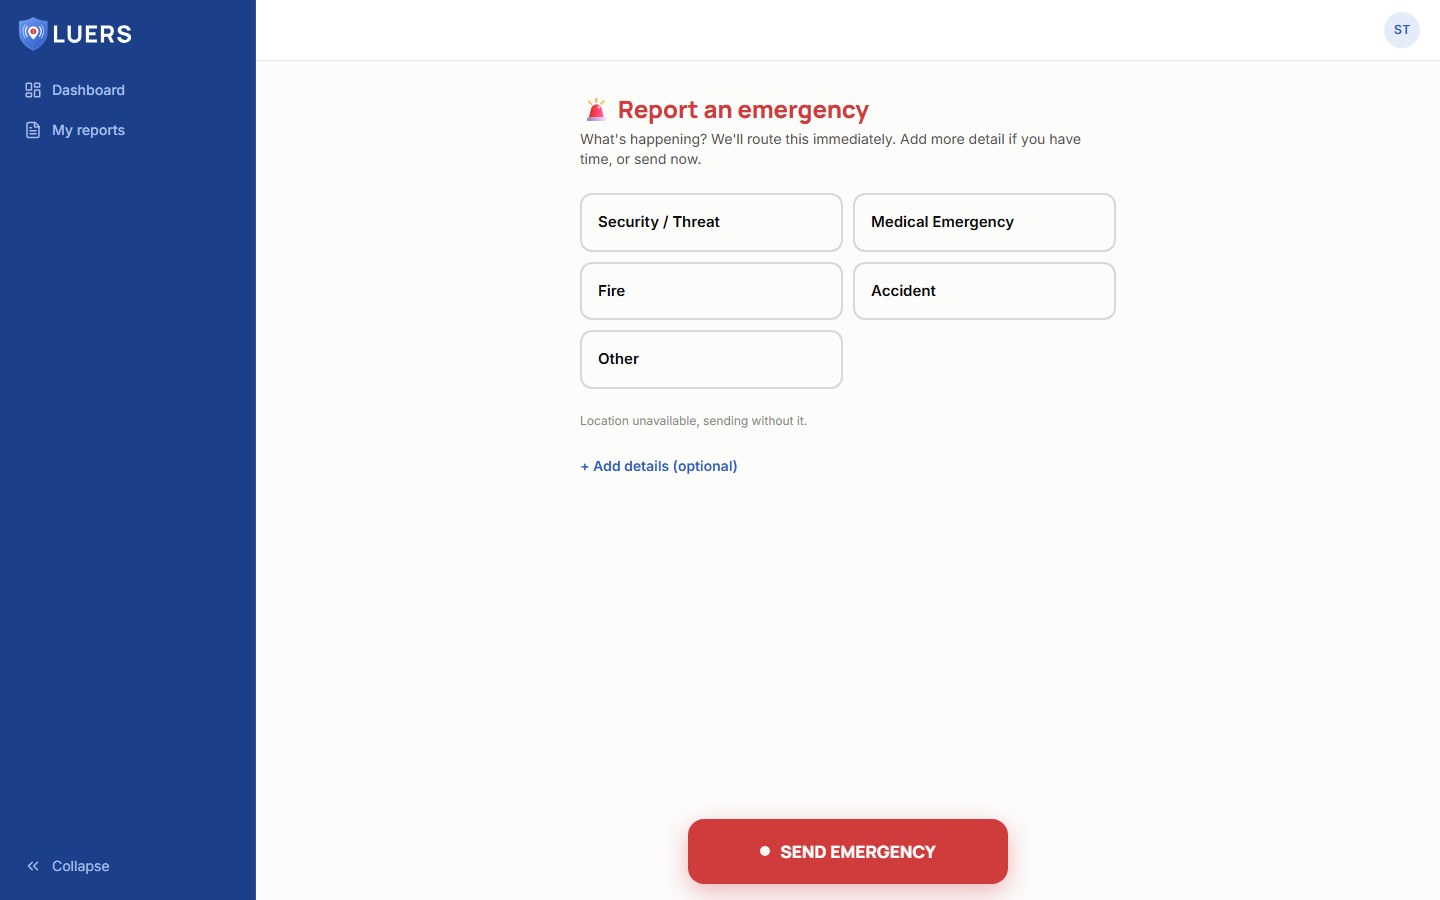 LUERS
ST
Dashboard
My reports
Report an emergency
What's happening? We'll route this immediately. Add more detail if you have
time, or send now.
Security / Threat
Medical Emergency
Fire
Accident
Other
Location unavailable, sending without it.
+ Add details (optional)
SEND EMERGENCY
Collapse